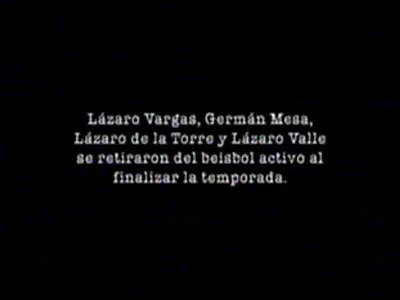 Lázaro Vargas, Germán Mesa,
Lázaro de la Torre y Lázaro Valle
se retiraron del beisbol activo al
finalizar la temporada.